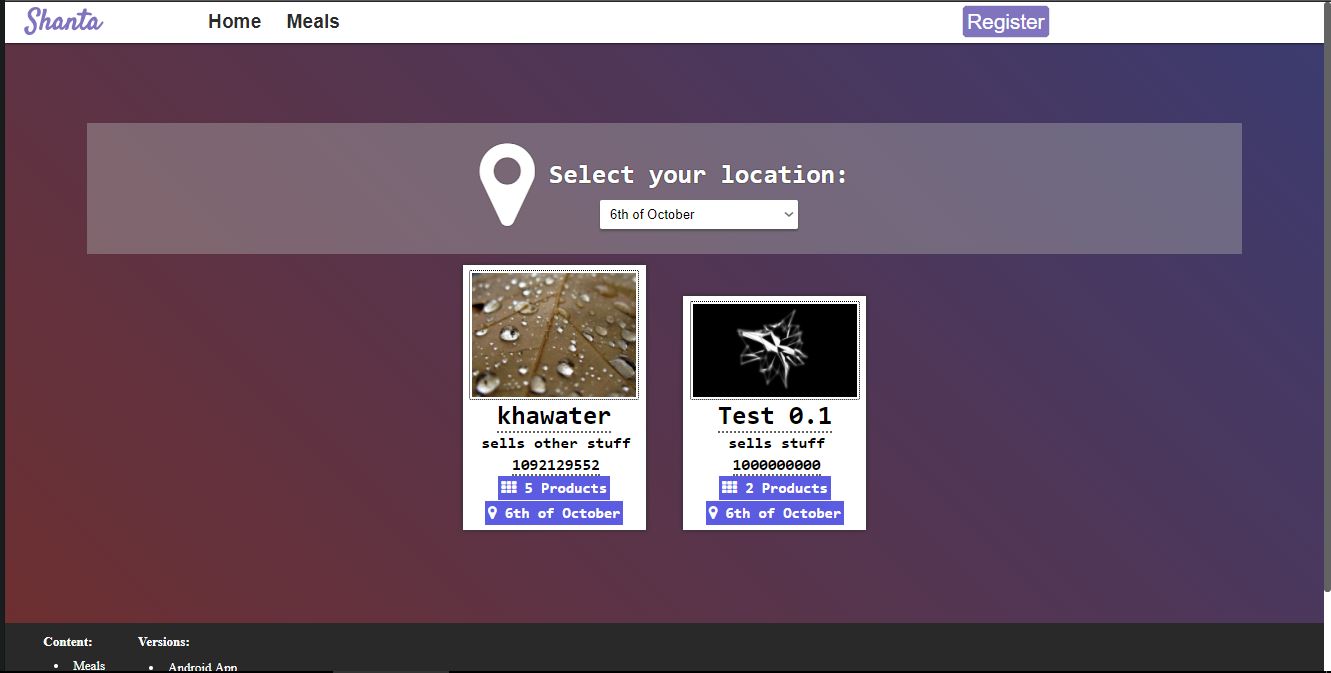 Shanta
Home Meals
Register
Select your location:
6th of October
khawater
sells other stuff
1092129552
5 Products
6th of October
Test 0.1
sells stuff
1000000000
2 Products
6th of October
Content:
Meals
Versions:
Android App